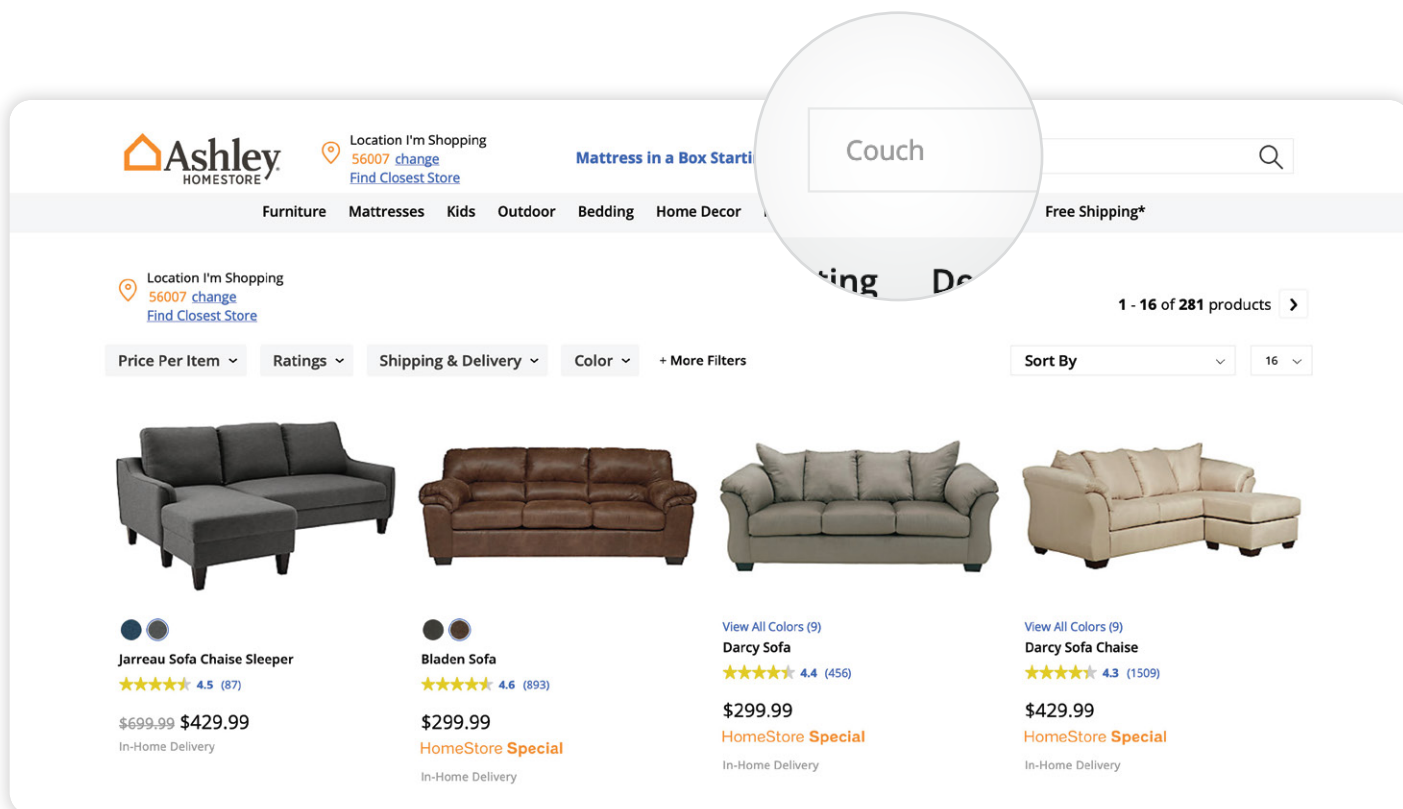 Ashley
HOMESTORE
Location I'm Shopping
56007 change
Find Closest Store
Mattress in a Box
Couch
Furniture Mattresses Kids Outdoor Bedding Home Decor Free Shipping*
Location I'm Shopping
56007 change
Find Closest Store
1 - 16 of 281 products
Price Per Item Ratings Shipping & Delivery Color + More Filters Sort By 16
Jarreau Sofa Chaise Sleeper
4.5 (87)
$699.99 $429.99
In-Home Delivery
Bladen Sofa
4.6 (893)
$299.99
HomeStore Special
In-Home Delivery
View All Colors (9)
Darcy Sofa
4.4 (456)
$299.99
HomeStore Special
In-Home Delivery
View All Colors (9)
Darcy Sofa Chaise
4.3 (1509)
$429.99
HomeStore Special
In-Home Delivery